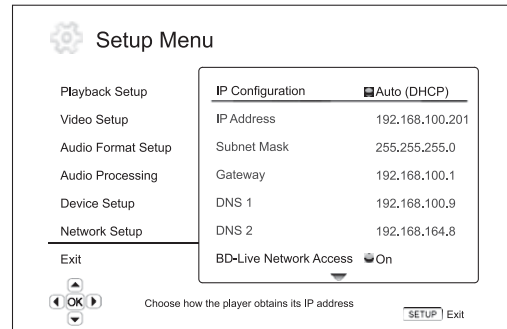 Setup Menu
Playback Setup
Video Setup
Audio Format Setup
Audio Processing
Device Setup
Network Setup
Exit
IP Configuration Auto (DHCP)
IP Address 192.168.100.201
Subnet Mask 255.255.255.0
Gateway 192.168.100.1
DNS 1 192.168.100.9
DNS 2 192.168.164.8
BD-Live Network Access On
OK
Choose how the player obtains its IP address
SETUP Exit